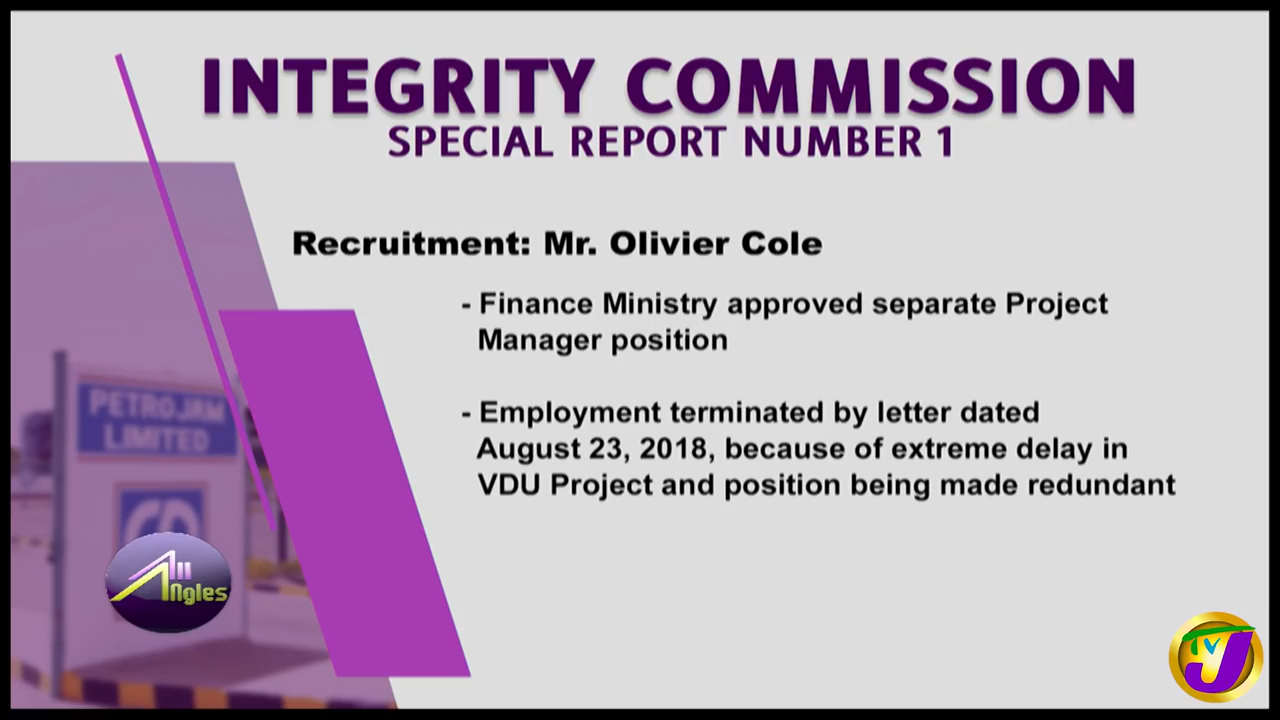 INTEGRITY COMMISSION
SPECIAL REPORT NUMBER 1
Recruitment: Mr. Olivier Cole
- Finance Ministry approved separate Project
Manager position
- Employment terminated by letter dated
August 23, 2018, because of extreme delay in
VDU Project and position being made redundant
PETROJAM
LIMITED
All
Angles
TVJ